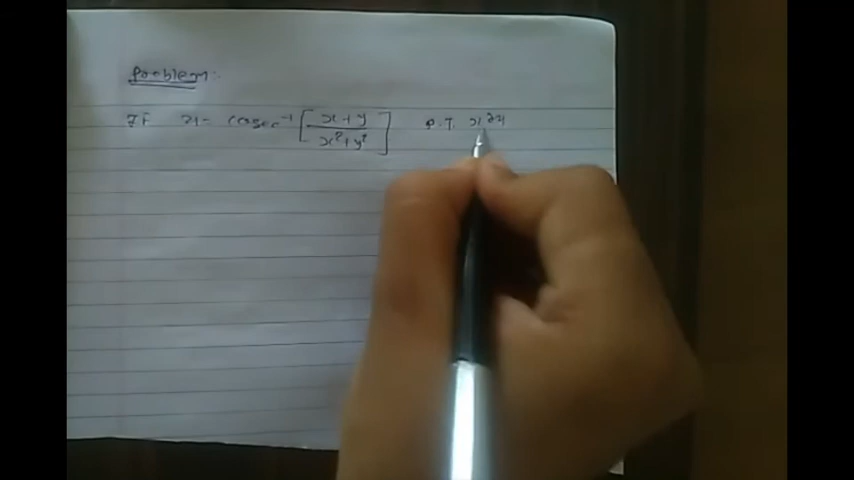 Problem:-
If u = cosec⁻¹ [ x+y / x²+y² ] P.T. x ∂u